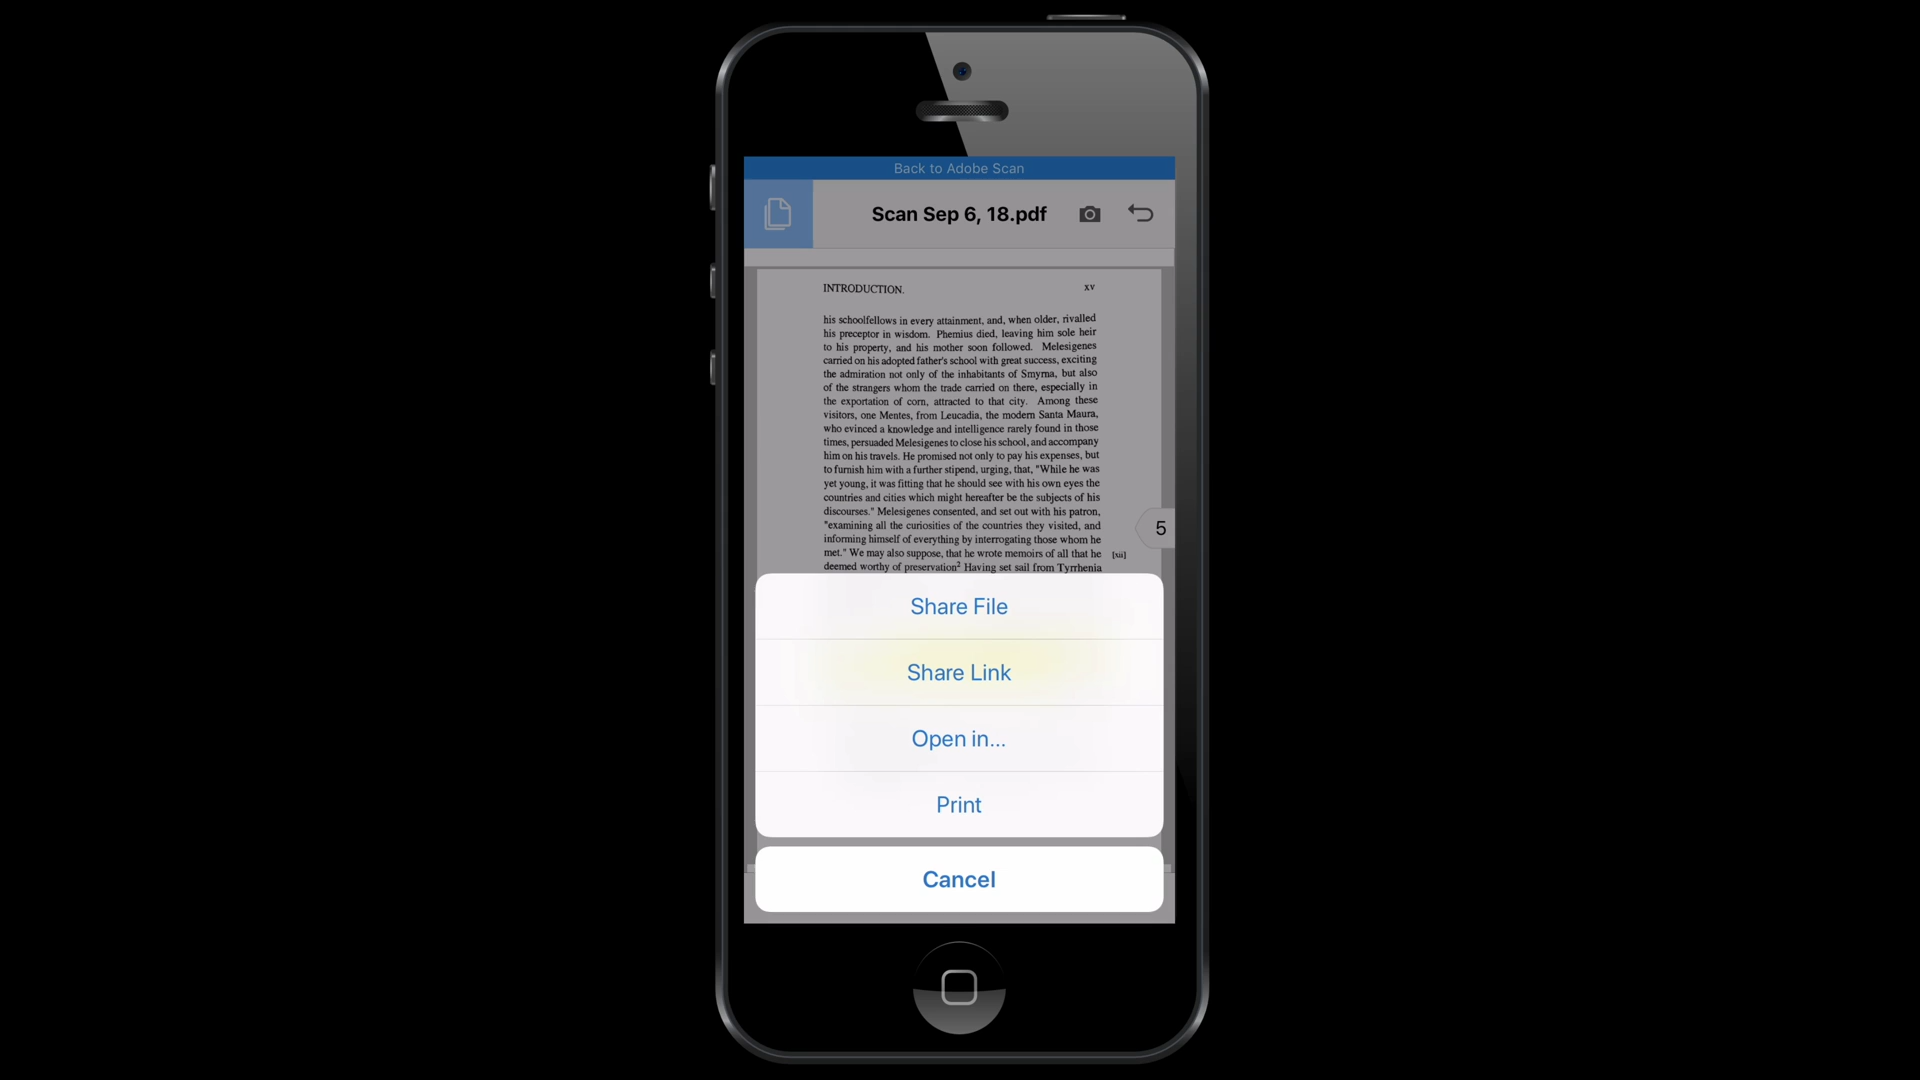 Back to Adobe Scan
Scan Sep 6, 18.pdf
INTRODUCTION. xv
his schoolfellows in every attainment, and, when older, rivalled
his preceptor in wisdom. Phemius died, leaving him sole heir
to his property, and his mother soon followed. Melesigenes
carried on his adopted father's school with great success, exciting
the admiration not only of the inhabitants of Smyrna, but also
of the strangers whom the trade carried on there, especially in
the exportation of corn, attracted to that city. Among these
visitors, one Mentes, from Leucadia, the modern Santa Maura,
who evinced a knowledge and intelligence rarely found in those
times, persuaded Melesigenes to close his school, and accompany
him on his travels. He promised not only to pay his expenses, but
to furnish him with a further stipend, urging, that, "While he was
yet young, it was fitting that he should see with his own eyes the
countries and cities which might hereafter be the subjects of his
discourses." Melesigenes consented, and set out with his patron,
"examining all the curiosities of the countries they visited, and
informing himself of everything by interrogating those whom he
met." We may also suppose, that he wrote memoirs of all that he [xii]
deemed worthy of preservation2 Having set sail from Tyrrhenia
5
Share File
Share Link
Open in...
Print
Cancel